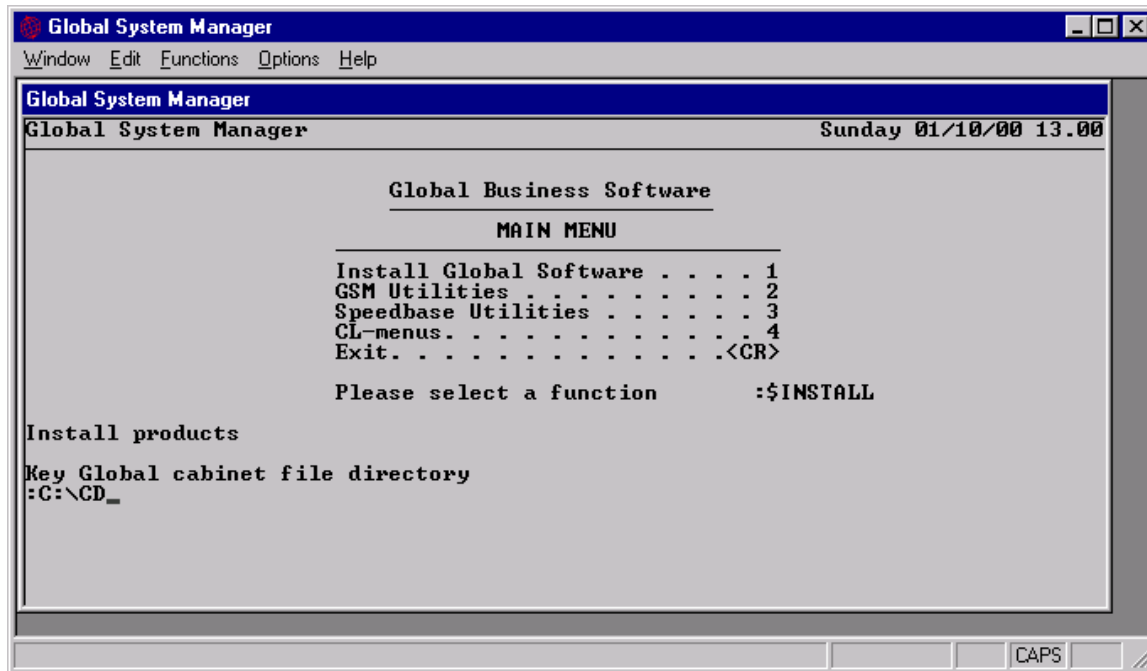 Global System Manager
Window Edit Functions Options Help
Global System Manager
Global System Manager Sunday 01/10/00 13.00
Global Business Software
MAIN MENU
Install Global Software . . . . 1
GSM Utilities . . . . . . . . . 2
Speedbase Utilities . . . . . . 3
CL-menus. . . . . . . . . . . . 4
Exit. . . . . . . . . . . . .<CR>
Please select a function :$INSTALL
Install products
Key Global cabinet file directory
:C:\CD_
CAPS